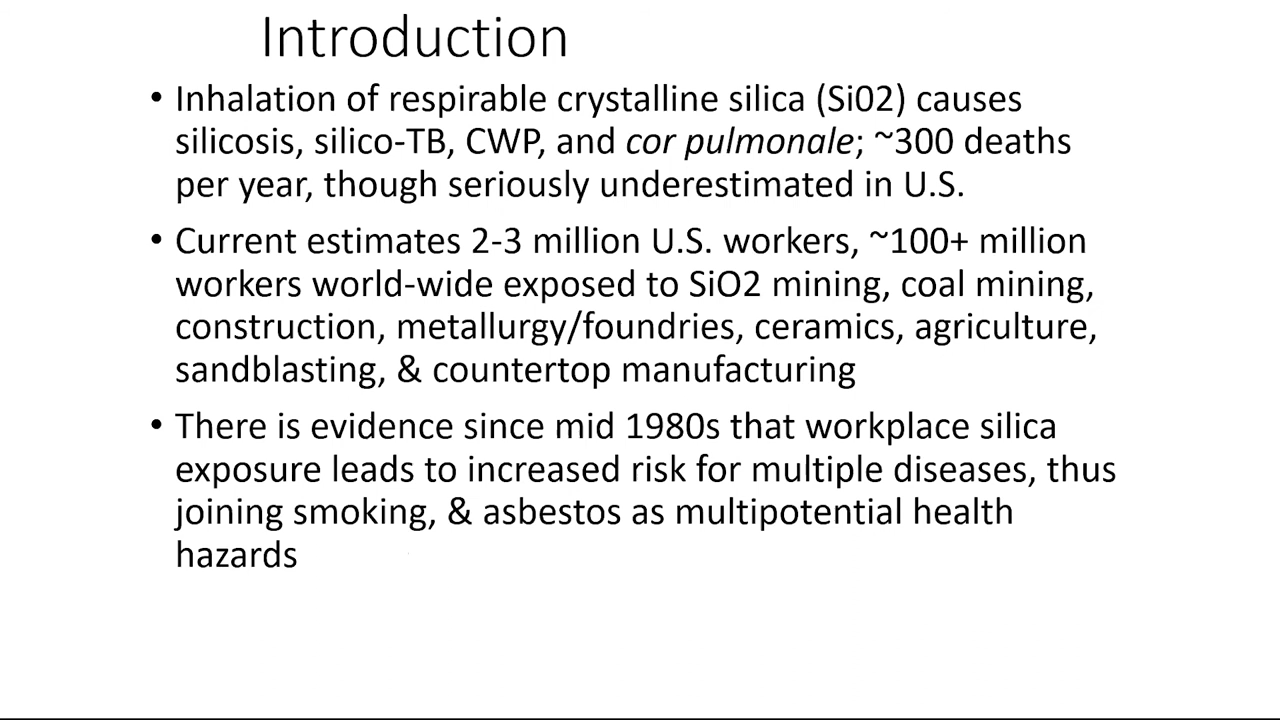 Introduction
• Inhalation of respirable crystalline silica (Si02) causes
silicosis, silico-TB, CWP, and cor pulmonale; ~300 deaths
per year, though seriously underestimated in U.S.
• Current estimates 2-3 million U.S. workers, ~100+ million
workers world-wide exposed to SiO2 mining, coal mining,
construction, metallurgy/foundries, ceramics, agriculture,
sandblasting, & countertop manufacturing
• There is evidence since mid 1980s that workplace silica
exposure leads to increased risk for multiple diseases, thus
joining smoking, & asbestos as multipotential health
hazards